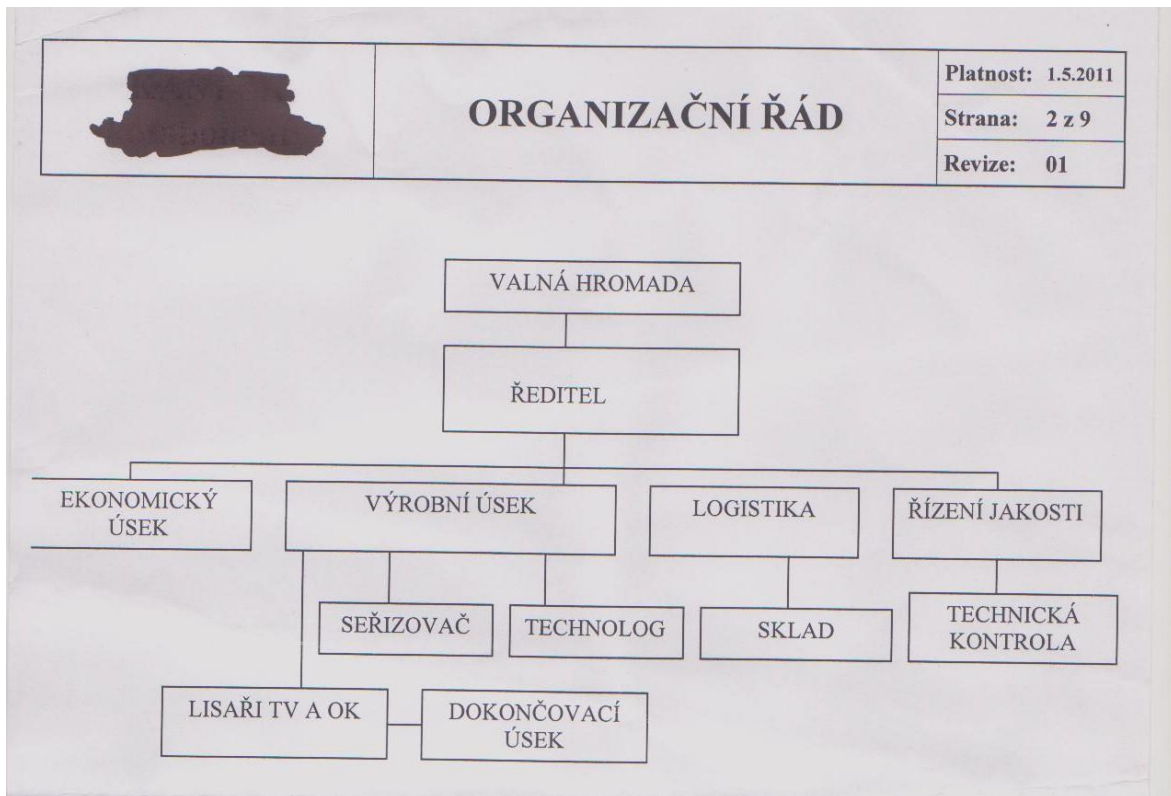 ORGANIZAČNÍ ŘÁD
Platnost: 1.5.2011
Strana: 2 z 9
Revize: 01
VALNÁ HROMADA
ŘEDITEL
EKONOMICKÝ
ÚSEK
VÝROBNÍ ÚSEK
LOGISTIKA
ŘÍZENÍ JAKOSTI
SEŘIZOVAČ
TECHNOLOG
SKLAD
TECHNICKÁ
KONTROLA
LISAŘI TV A OK
DOKONČOVACÍ
ÚSEK